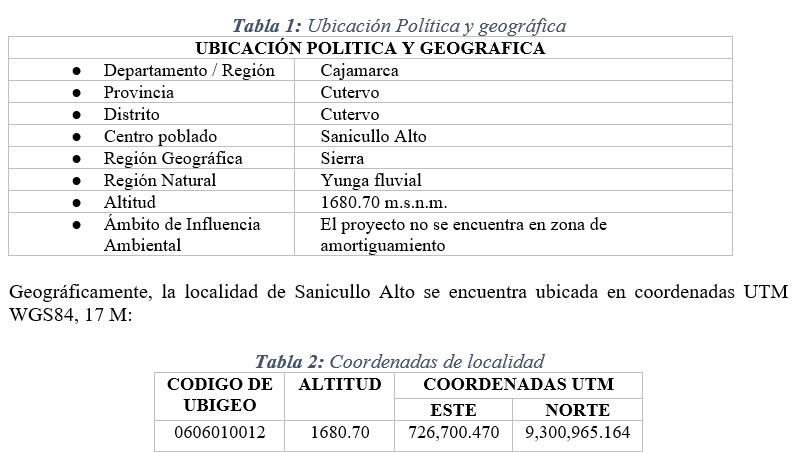 Tabla 1: Ubicación Política y geográfica
UBICACIÓN POLITICA Y GEOGRAFICA
● Departamento / Región Cajamarca
● Provincia Cutervo
● Distrito Cutervo
● Centro poblado Sanicullo Alto
● Región Geográfica Sierra
● Región Natural Yunga fluvial
● Altitud 1680.70 m.s.n.m.
● Ámbito de Influencia El proyecto no se encuentra en zona de
Ambiental amortiguamiento
Geográficamente, la localidad de Sanicullo Alto se encuentra ubicada en coordenadas UTM
WGS84, 17 M:
Tabla 2: Coordenadas de localidad
CODIGO DE ALTITUD COORDENADAS UTM
UBIGEO ESTE NORTE
0606010012 1680.70 726,700.470 9,300,965.164